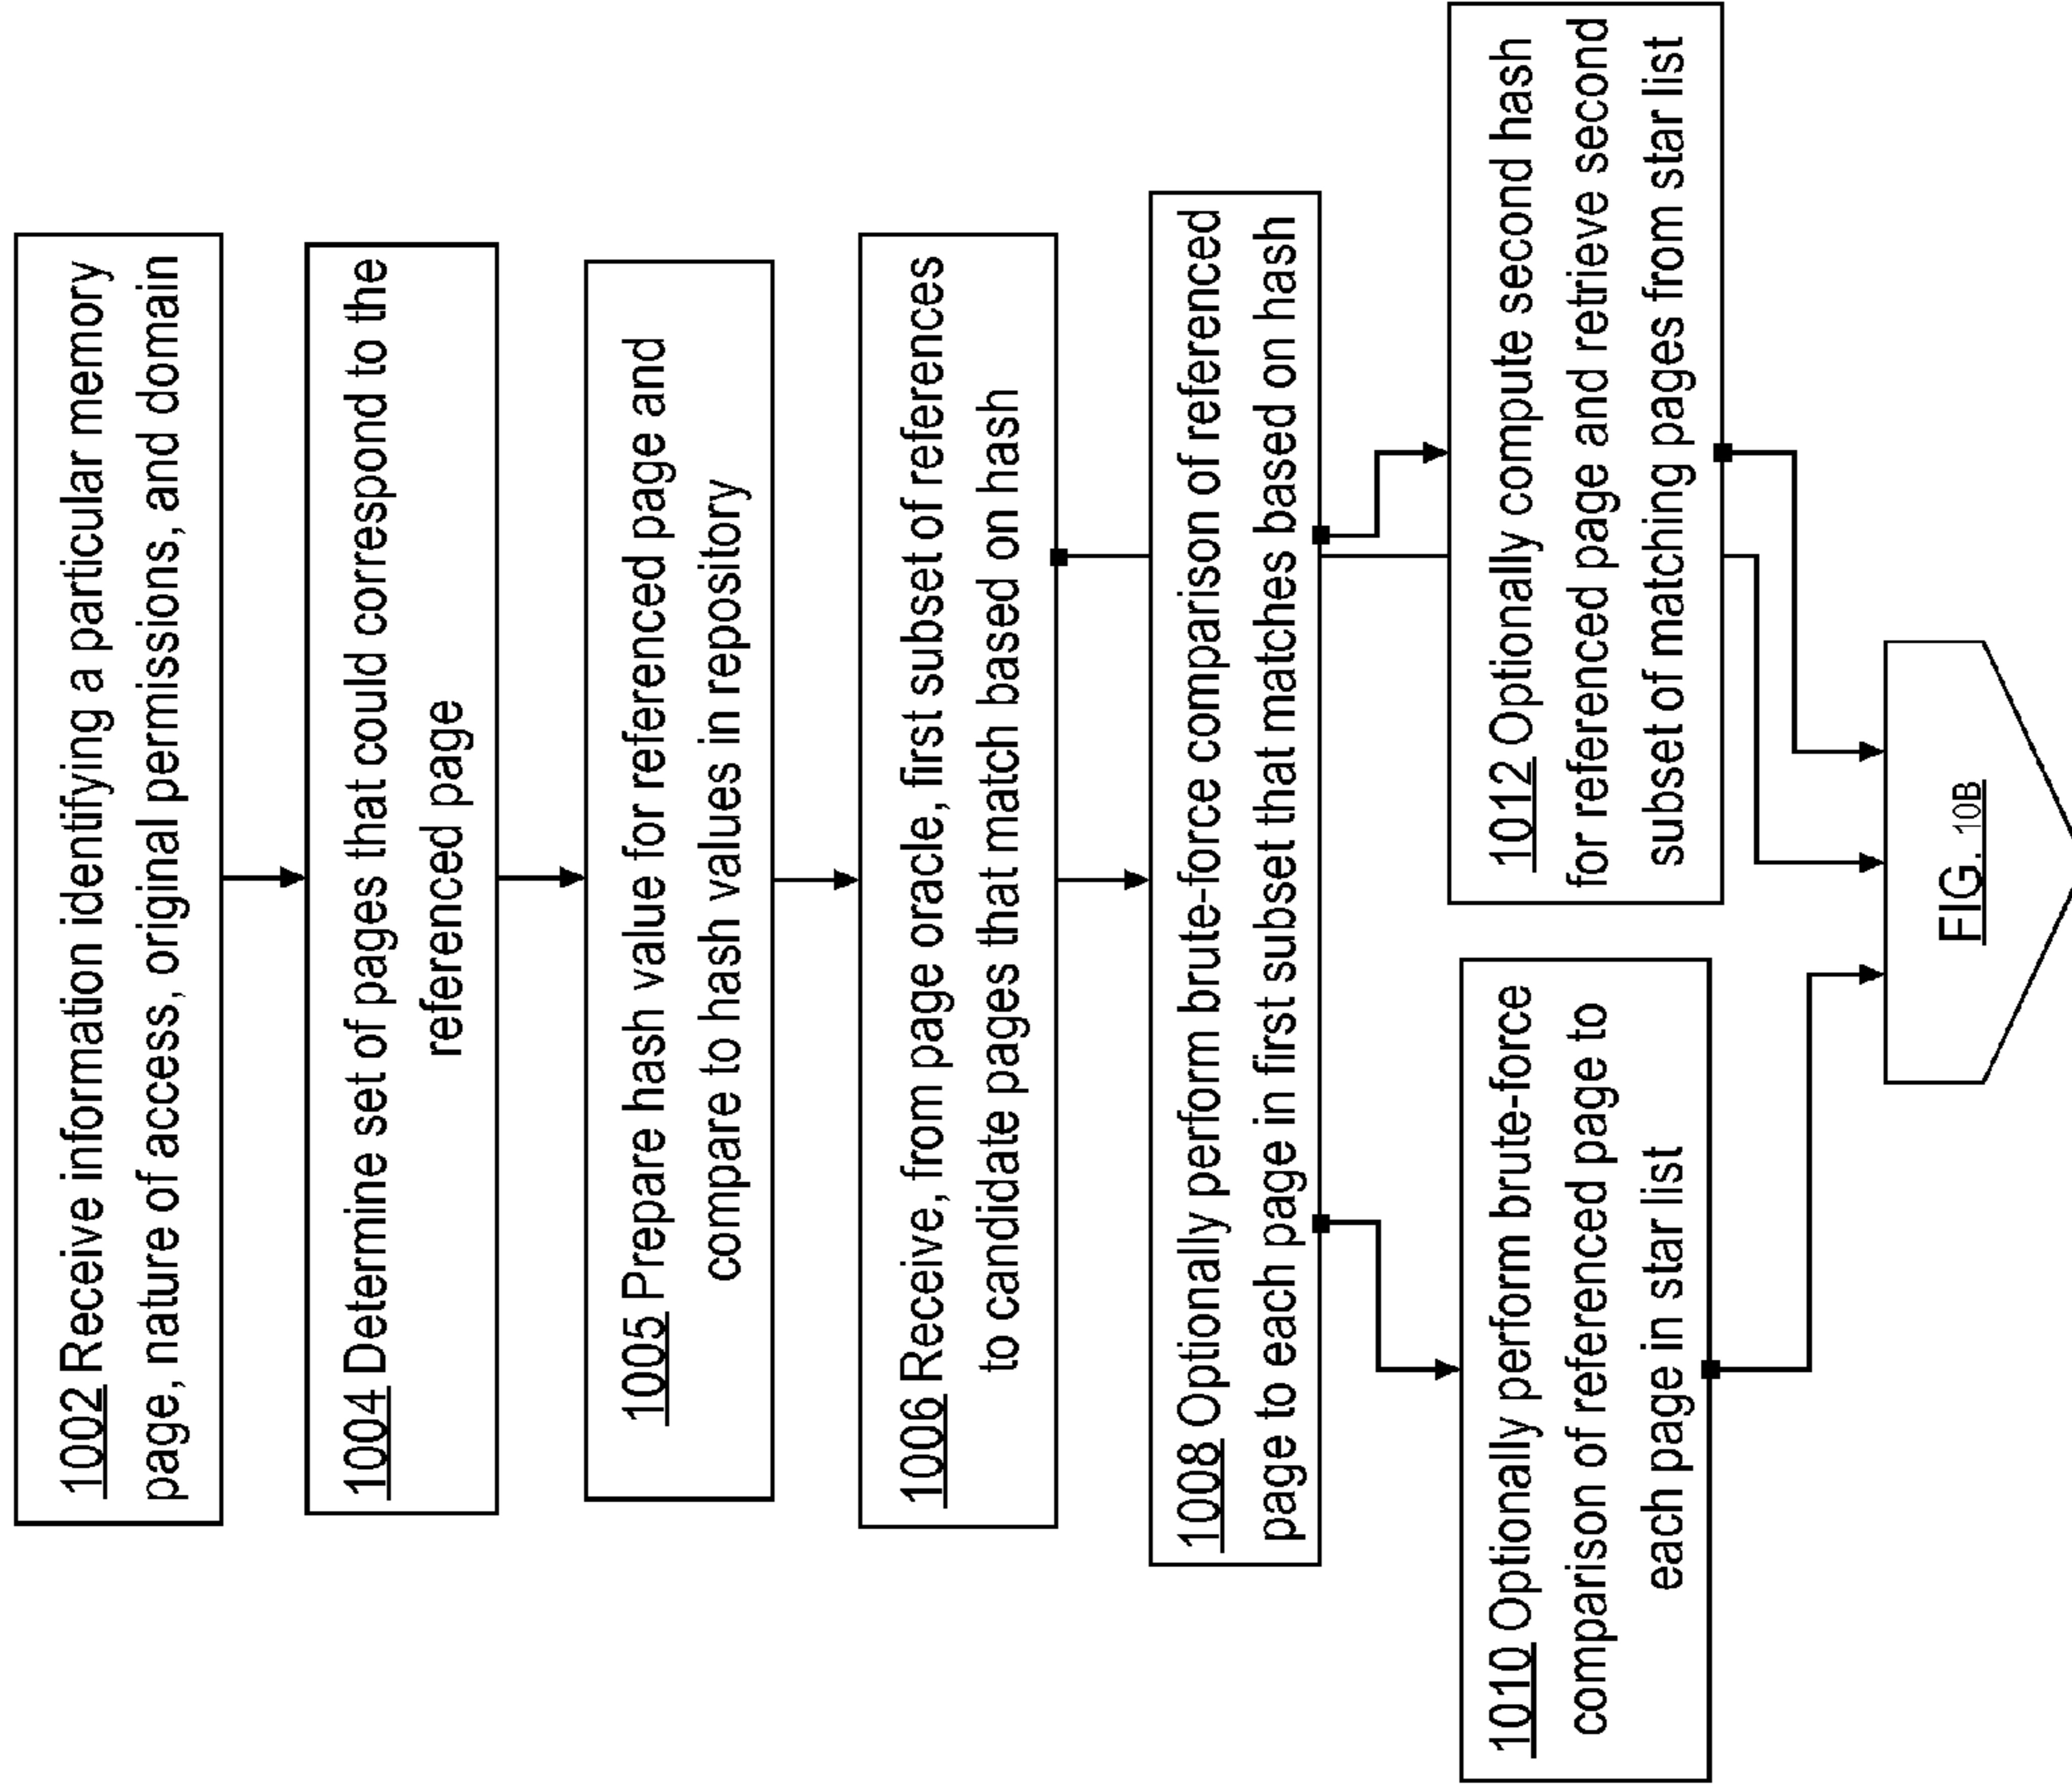 1002 Receive information identifying a particular memory
page, nature of access, original permissions, and domain
1004 Determine set of pages that could correspond to the
referenced page
1005 Prepare hash value for referenced page and
compare to hash values in repository
1006 Receive, from page oracle, first subset of references
to candidate pages that match based on hash
1008 Optionally perform brute-force comparison of referenced
page to each page in first subset that matches based on hash
1010 Optionally perform brute-force
comparison of referenced page to
each page in star list
1012 Optionally compute second hash
for referenced page and retrieve second
subset of matching pages from star list
FIG. 10B